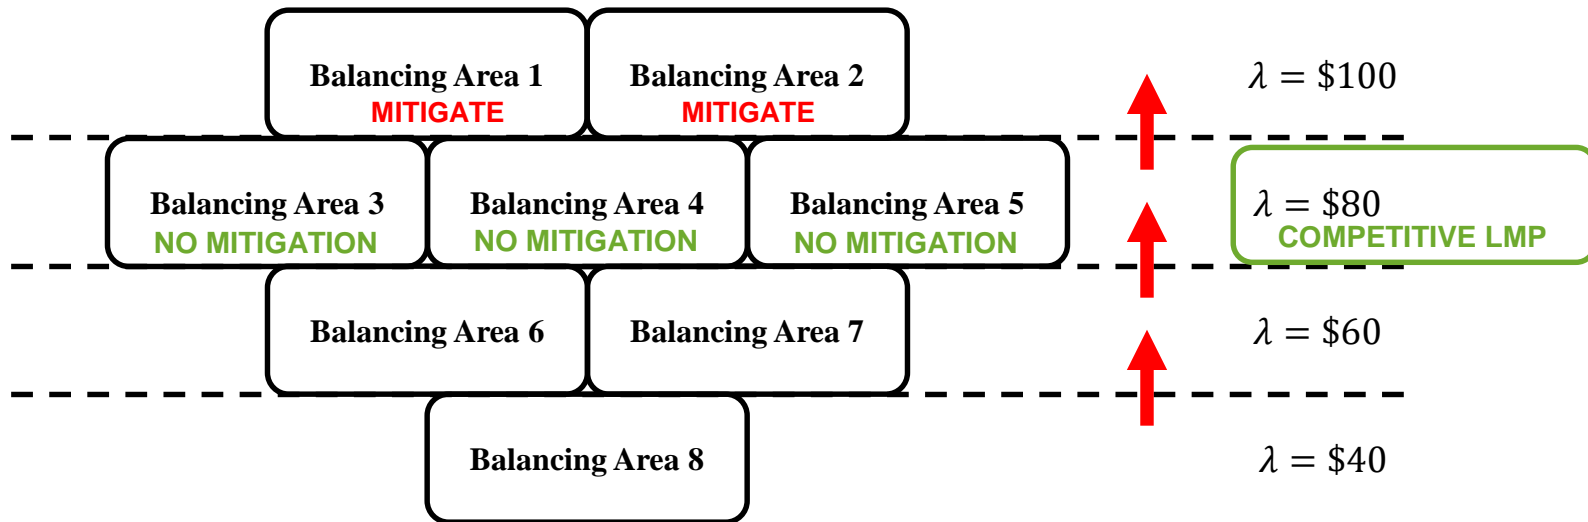 Balancing Area 1
MITIGATE
Balancing Area 2
MITIGATE
λ = $100
Balancing Area 3
NO MITIGATION
Balancing Area 4
NO MITIGATION
Balancing Area 5
NO MITIGATION
λ = $80
COMPETITIVE LMP
Balancing Area 6
Balancing Area 7
λ = $60
Balancing Area 8
λ = $40